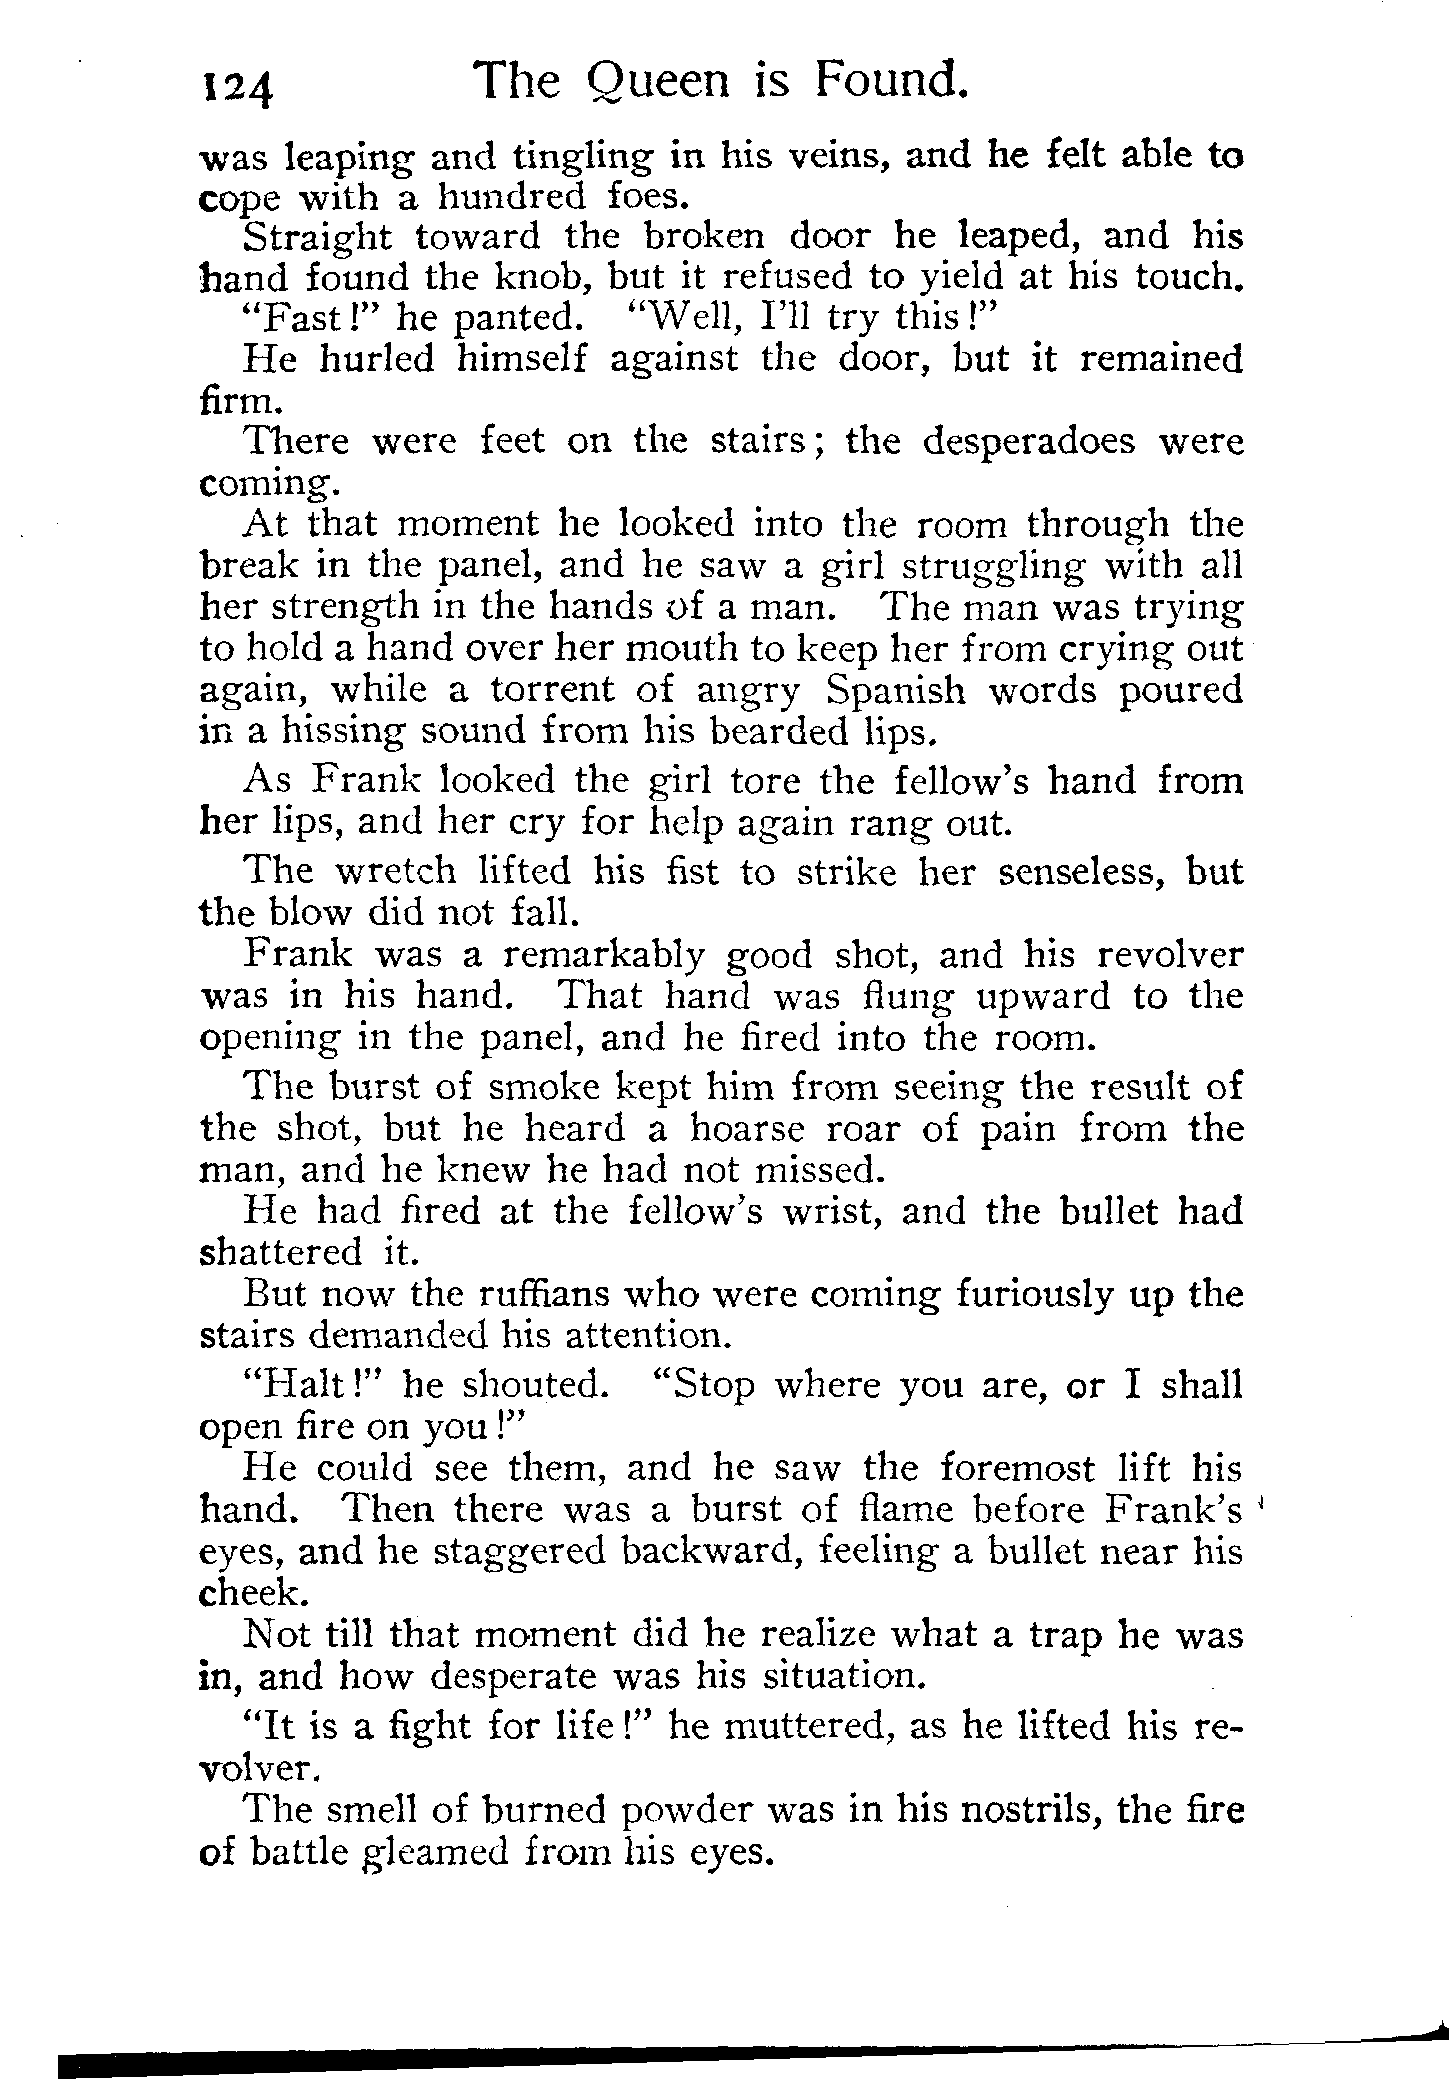 124 The Queen is Found.
was leaping and tingling in his veins, and he felt able to
cope with a hundred foes.
Straight toward the broken door he leaped, and his
hand found the knob, but it refused to yield at his touch.
“Fast!” he panted. “Well, I’ll try this!”
He hurled himself against the door, but it remained
firm.
There were feet on the stairs; the desperadoes were
coming.
At that moment he looked into the room through the
break in the panel, and he saw a girl struggling with all
her strength in the hands of a man. The man was trying
to hold a hand over her mouth to keep her from crying out
again, while a torrent of angry Spanish words poured
in a hissing sound from his bearded lips.
As Frank looked the girl tore the fellow’s hand from
her lips, and her cry for help again rang out.
The wretch lifted his fist to strike her senseless, but
the blow did not fall.
Frank was a remarkably good shot, and his revolver
was in his hand. That hand was flung upward to the
opening in the panel, and he fired into the room.
The burst of smoke kept him from seeing the result of
the shot, but he heard a hoarse roar of pain from the
man, and he knew he had not missed.
He had fired at the fellow’s wrist, and the bullet had
shattered it.
But now the ruffians who were coming furiously up the
stairs demanded his attention.
“Halt!” he shouted. “Stop where you are, or I shall
open fire on you!”
He could see them, and he saw the foremost lift his
hand. Then there was a burst of flame before Frank’s
eyes, and he staggered backward, feeling a bullet near his
cheek.
Not till that moment did he realize what a trap he was
in, and how desperate was his situation.
“It is a fight for life!” he muttered, as he lifted his re-
volver.
The smell of burned powder was in his nostrils, the fire
of battle gleamed from his eyes.